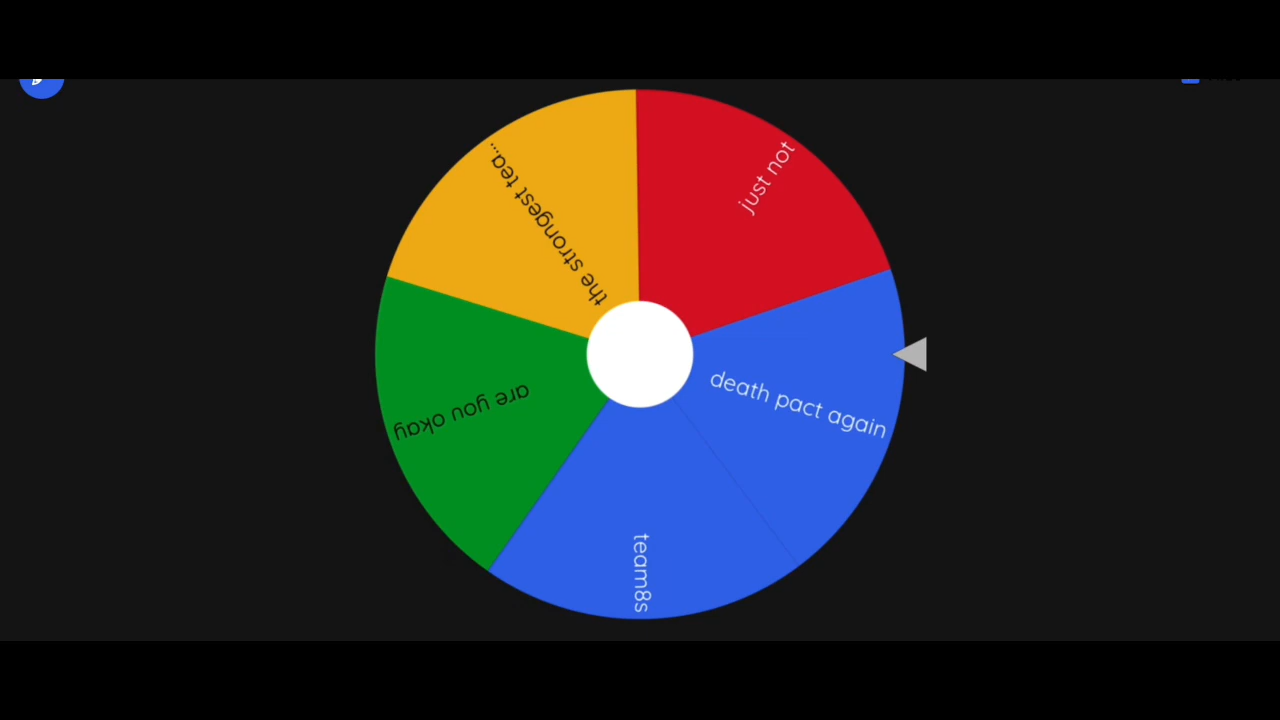 just not
the strongest tea...
death pact again
are you okay
team8s